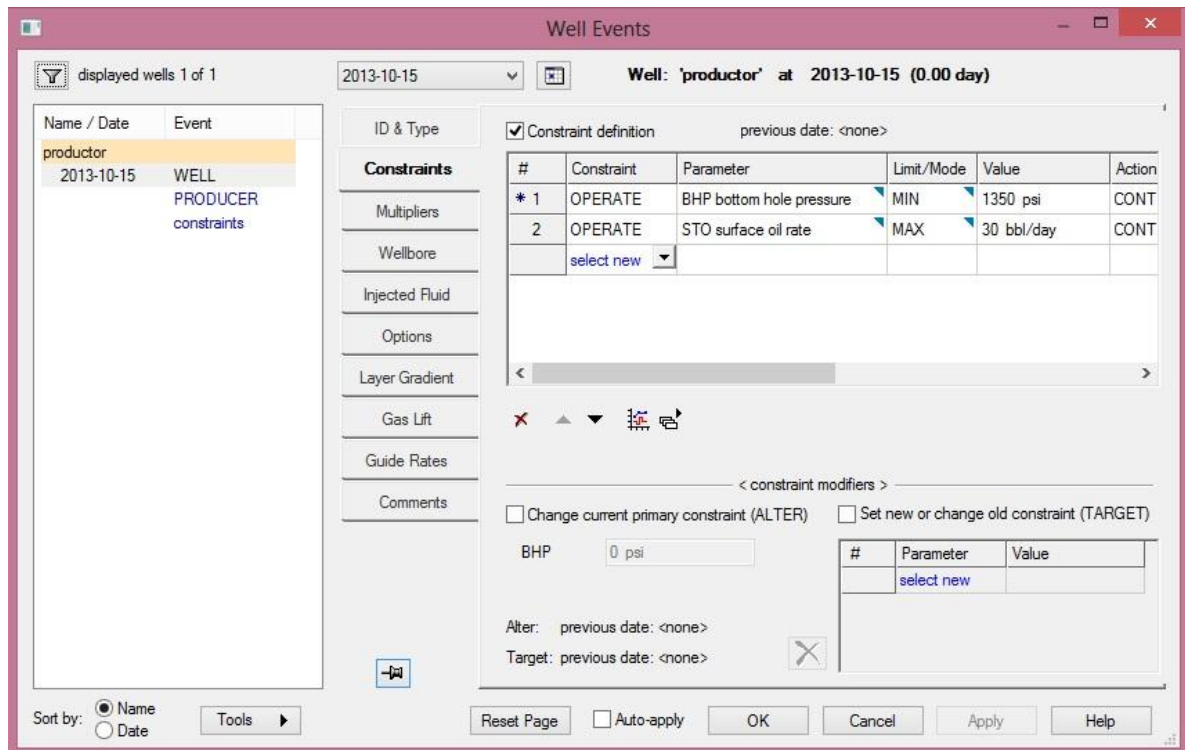 Well Events
displayed wells 1 of 1
2013-10-15
Well: 'productor' at 2013-10-15 (0.00 day)
Name / Date Event
productor
2013-10-15 WELL
PRODUCER
constraints
ID & Type
Constraints
Multipliers
Wellbore
Injected Fluid
Options
Layer Gradient
Gas Lift
Guide Rates
Comments
Constraint definition previous date: <none>
# Constraint Parameter Limit/Mode Value Action
* 1 OPERATE BHP bottom hole pressure MIN 1350 psi CONT
2 OPERATE STO surface oil rate MAX 30 bbl/day CONT
select new
< constraint modifiers >
Change current primary constraint (ALTER) Set new or change old constraint (TARGET)
BHP 0 psi
# Parameter Value
select new
Alter: previous date: <none>
Target: previous date: <none>
Sort by: Name
Date
Tools
Reset Page Auto-apply OK Cancel Apply Help